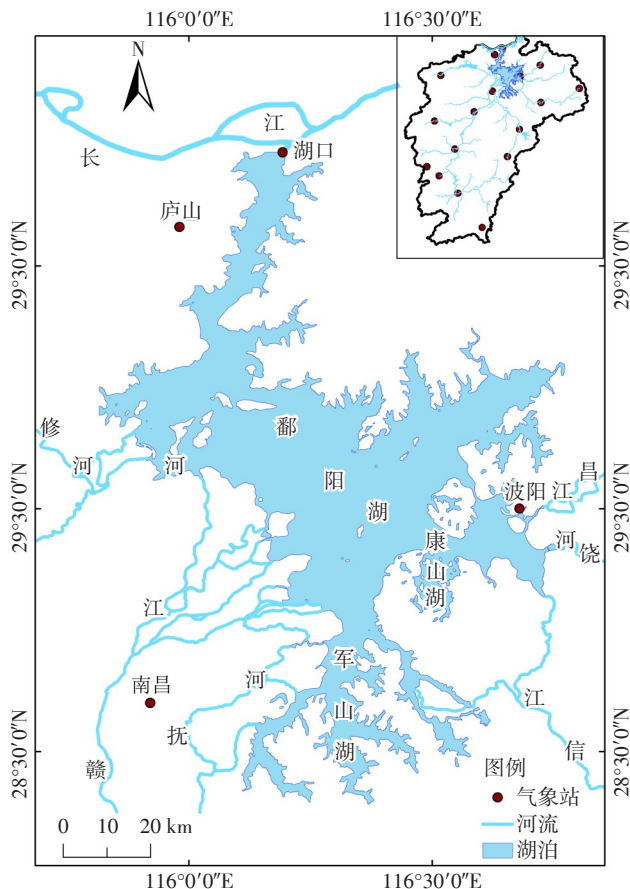 116°0′0″E 116°30′0″E
N
长 江
湖口
庐山
29°30′0″N 29°30′0″N
修 河 河
鄱 阳 湖
波阳 江 昌
29°30′0″N 29°30′0″N
河 饶
康 山 湖
江
军 山 湖
南昌
河
抚
赣
江
信
28°30′0″N 28°30′0″N
图例
气象站
河流
湖泊
0 10 20 km
116°0′0″E 116°30′0″E